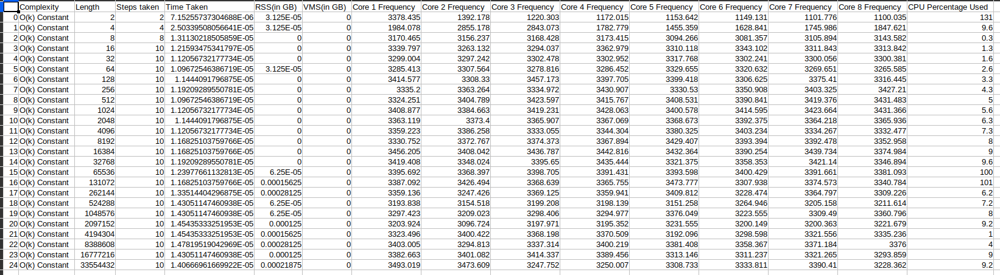 Complexity Length Steps taken Time Taken RSS(in GB) VMS(in GB) Core 1 Frequency Core 2 Frequency Core 3 Frequency Core 4 Frequency Core 5 Frequency Core 6 Frequency Core 7 Frequency Core 8 Frequency CPU Percentage Used
0 O(k) Constant 2 2 7.15255737304688E-06 3.125E-05 0 3378.435 1392.178 1220.303 1172.015 1153.642 1149.131 1101.776 1100.035 131
1 O(k) Constant 4 4 2.50339508056641E-05 3.125E-05 0 1984.078 2855.178 2843.073 1782.779 1455.359 1628.841 1745.986 1847.621 9.6
2 O(k) Constant 8 8 1.31130218505859E-05 0 0 3170.465 3156.237 3168.428 3173.415 3094.266 3081.357 3105.894 3143.582 0.3
3 O(k) Constant 16 10 1.21593475341797E-05 0 0 3339.797 3263.132 3294.037 3362.979 3310.118 3343.102 3311.843 3313.842 1.3
4 O(k) Constant 32 10 1.12056732177734E-05 0 0 3299.004 3297.242 3302.478 3302.952 3317.768 3302.241 3300.056 3300.381 1.6
5 O(k) Constant 64 10 1.09672546386719E-05 3.125E-05 0 3285.413 3307.564 3278.816 3286.452 3329.655 3320.632 3269.651 3265.585 2.6
6 O(k) Constant 128 10 1.1444091796875E-05 0 0 3414.577 3308.33 3457.173 3397.705 3399.418 3306.625 3375.41 3316.445 3.3
7 O(k) Constant 256 10 1.19209289550781E-05 0 0 3335.2 3363.264 3334.972 3430.907 3330.53 3350.908 3403.325 3427.21 4.3
8 O(k) Constant 512 10 1.09672546386719E-05 0 0 3324.251 3404.789 3423.597 3415.767 3408.531 3390.841 3419.376 3431.483 5
9 O(k) Constant 1024 10 1.12056732177734E-05 0 0 3408.877 3384.663 3419.231 3428.063 3400.578 3414.595 3423.664 3431.366 5.6
10 O(k) Constant 2048 10 1.1444091796875E-05 0 0 3363.119 3373.4 3365.907 3367.069 3368.673 3392.375 3364.218 3365.936 6.3
11 O(k) Constant 4096 10 1.12056732177734E-05 0 0 3359.223 3386.258 3333.055 3344.304 3380.325 3403.234 3334.267 3332.477 7.3
12 O(k) Constant 8192 10 1.16825103759766E-05 0 0 3330.752 3372.767 3374.373 3367.894 3429.407 3393.394 3392.478 3352.958 8
13 O(k) Constant 16384 10 1.16825103759766E-05 0 0 3456.205 3408.042 3436.787 3442.816 3432.364 3390.254 3439.734 3374.984 9
14 O(k) Constant 32768 10 1.19209289550781E-05 0 0 3419.408 3348.024 3395.65 3435.444 3321.375 3358.353 3421.14 3346.894 9.6
15 O(k) Constant 65536 10 1.23977661132813E-05 6.25E-05 0 3395.692 3368.397 3398.705 3391.431 3393.598 3400.429 3391.661 3381.093 100
16 O(k) Constant 131072 10 1.16825103759766E-05 0.00015625 0 3387.092 3426.494 3368.639 3365.755 3473.777 3307.938 3374.573 3340.784 101
17 O(k) Constant 262144 10 1.33514404296875E-05 0.00028125 0 3359.136 3247.426 3369.125 3359.941 3409.812 3228.474 3364.797 3309.226 6.2
18 O(k) Constant 524288 10 1.43051147460938E-05 6.25E-05 0 3193.838 3154.518 3199.208 3198.139 3151.258 3264.946 3205.158 3211.614 7.2
19 O(k) Constant 1048576 10 1.43051147460938E-05 6.25E-05 0 3297.423 3209.023 3298.406 3294.977 3376.049 3223.555 3309.49 3360.796 8
20 O(k) Constant 2097152 10 1.45435333251953E-05 0.000125 0 3203.924 3096.724 3197.971 3195.352 3231.555 3200.149 3200.363 3221.679 9.2
21 O(k) Constant 4194304 10 1.45435333251953E-05 0.00015625 0 3323.496 3400.422 3368.198 3370.509 3192.096 3298.598 3321.556 3335.236 1
22 O(k) Constant 8388608 10 1.47819519042969E-05 0.00028125 0 3403.005 3294.813 3337.314 3400.219 3381.408 3358.367 3371.184 3376 4
23 O(k) Constant 16777216 10 1.43051147460938E-05 0.000125 0 3382.663 3401.082 3414.337 3389.456 3313.146 3311.237 3321.265 3293.859 9
24 O(k) Constant 33554432 10 1.40666961669922E-05 0.00021875 0 3493.019 3473.609 3247.752 3250.007 3308.733 3333.811 3390.41 3228.362 9.2